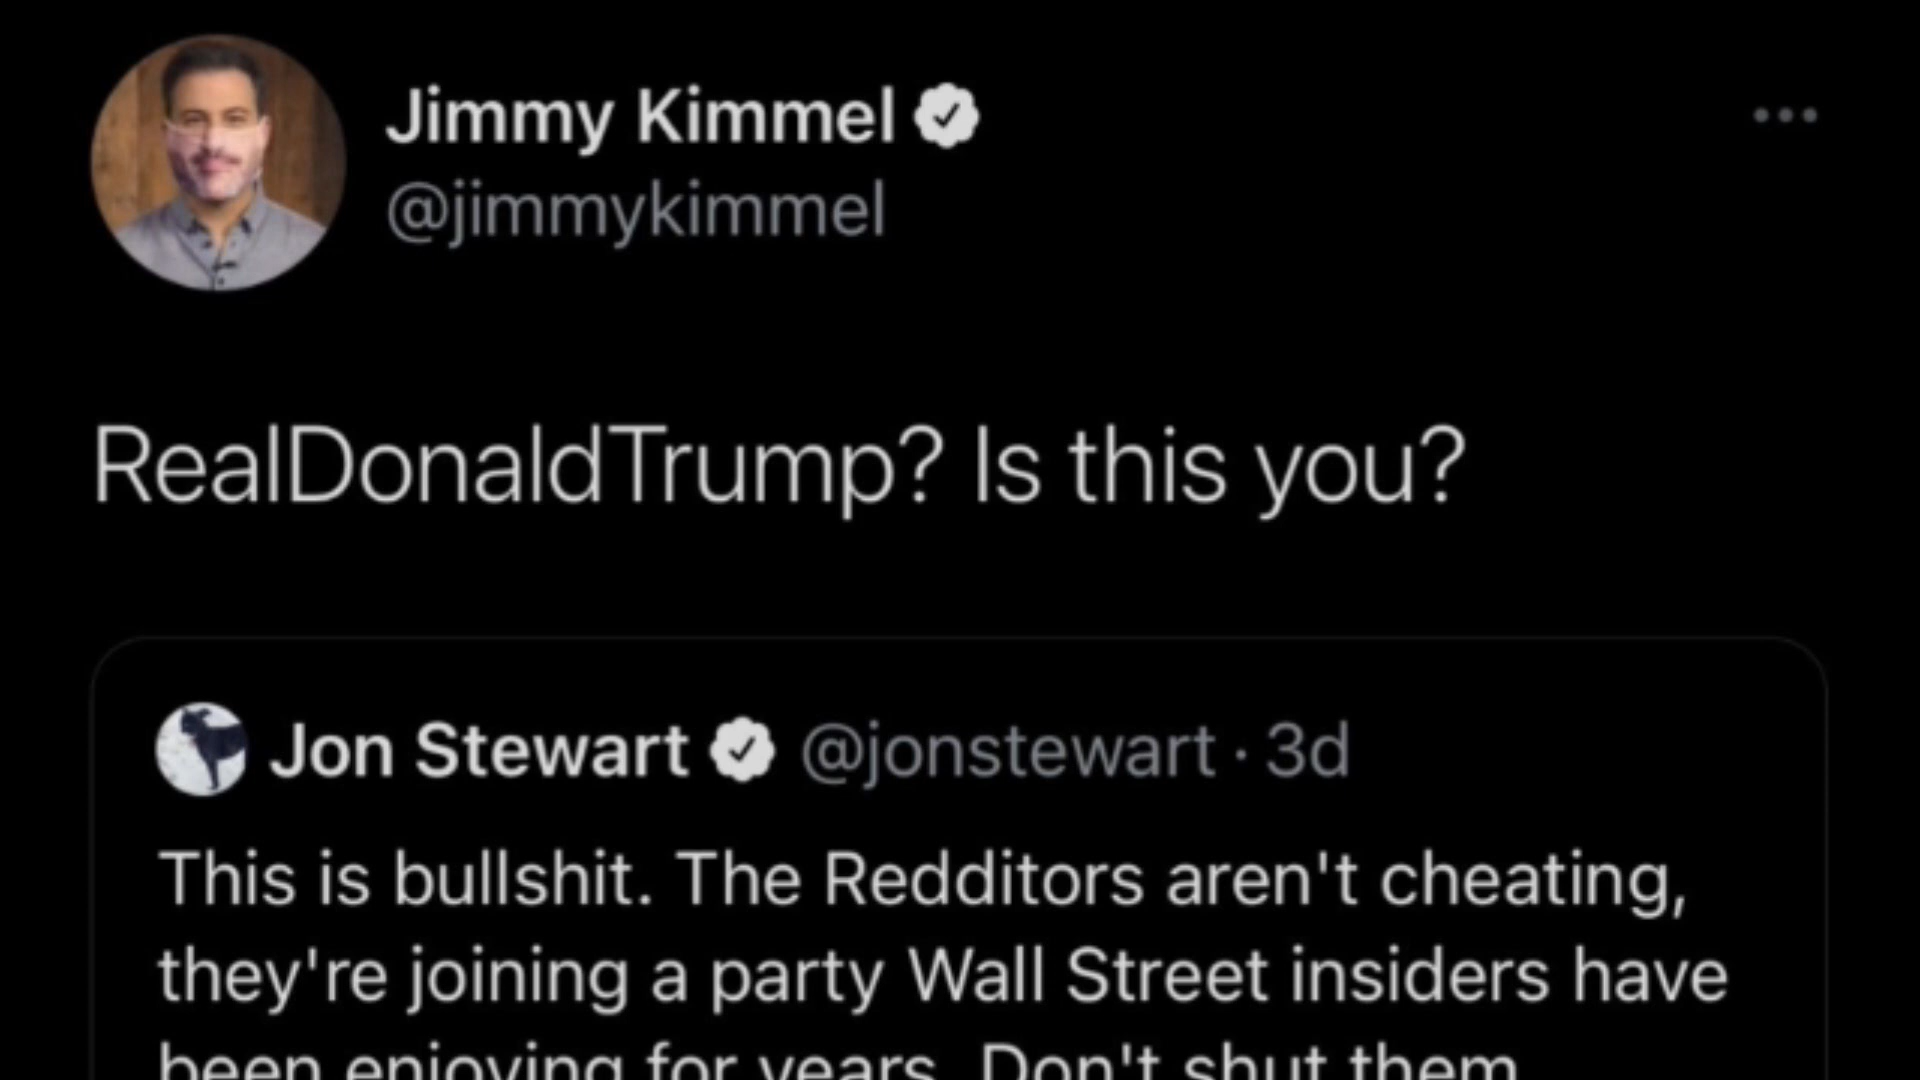 Jimmy Kimmel
@jimmykimmel
RealDonaldTrump? Is this you?
Jon Stewart @jonstewart · 3d
This is bullshit. The Redditors aren't cheating,
they're joining a party Wall Street insiders have
been enjoying for years. Don't shut them